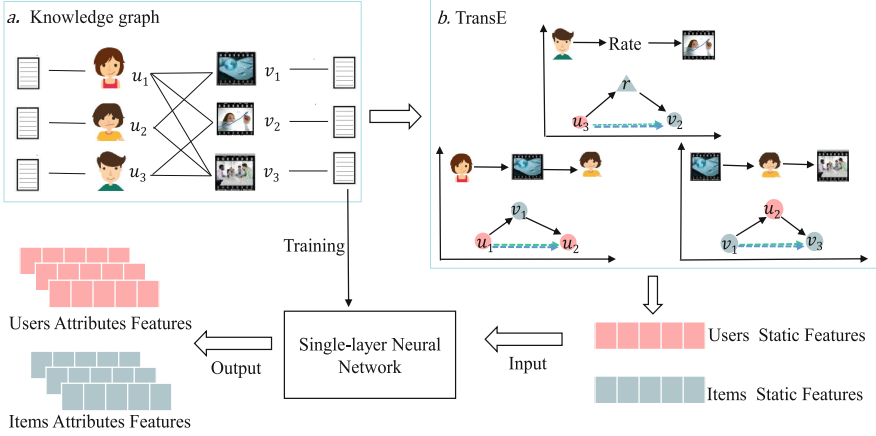 a. Knowledge graph
u1 v1
u2 v2
u3 v3
b. TransE
Rate
r
u3 v2
v1
u1 u2
u2
v1 v3
Training
Users Attributes Features
Single-layer Neural
Network
Output
Input
Users Static Features
Items Static Features
Items Attributes Features